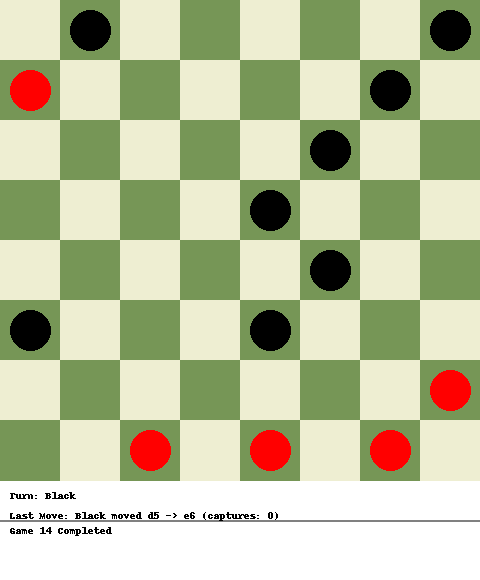 Turn: Black
Last Move: Black moved d5 -> e6 (captures: 0)
Game 14 Completed